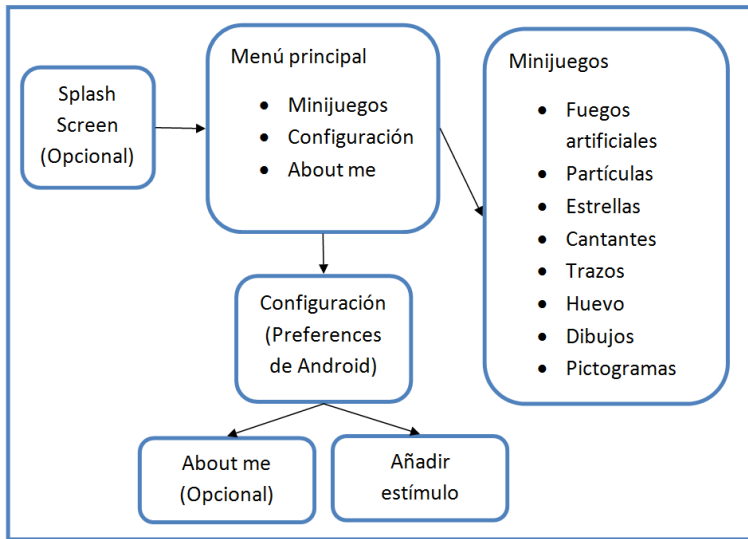 Splash
Screen
(Opcional)
Menú principal
• Minijuegos
• Configuración
• About me
Minijuegos
• Fuegos
artificiales
• Partículas
• Estrellas
• Cantantes
• Trazos
• Huevo
• Dibujos
• Pictogramas
Configuración
(Preferences
de Android)
About me
(Opcional)
Añadir
estímulo